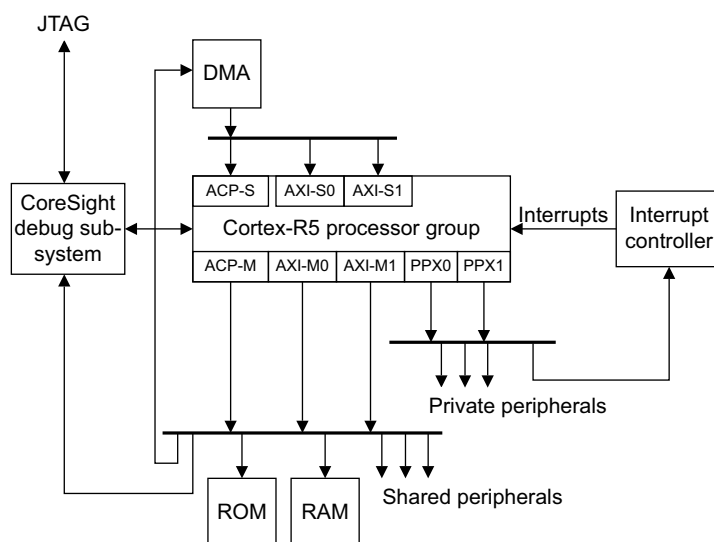 JTAG
DMA
ACP-S
AXI-S0
AXI-S1
CoreSight
debug sub-
system
Cortex-R5 processor group
Interrupts
Interrupt
controller
ACP-M
AXI-M0
AXI-M1
PPX0
PPX1
Private peripherals
ROM
RAM
Shared peripherals